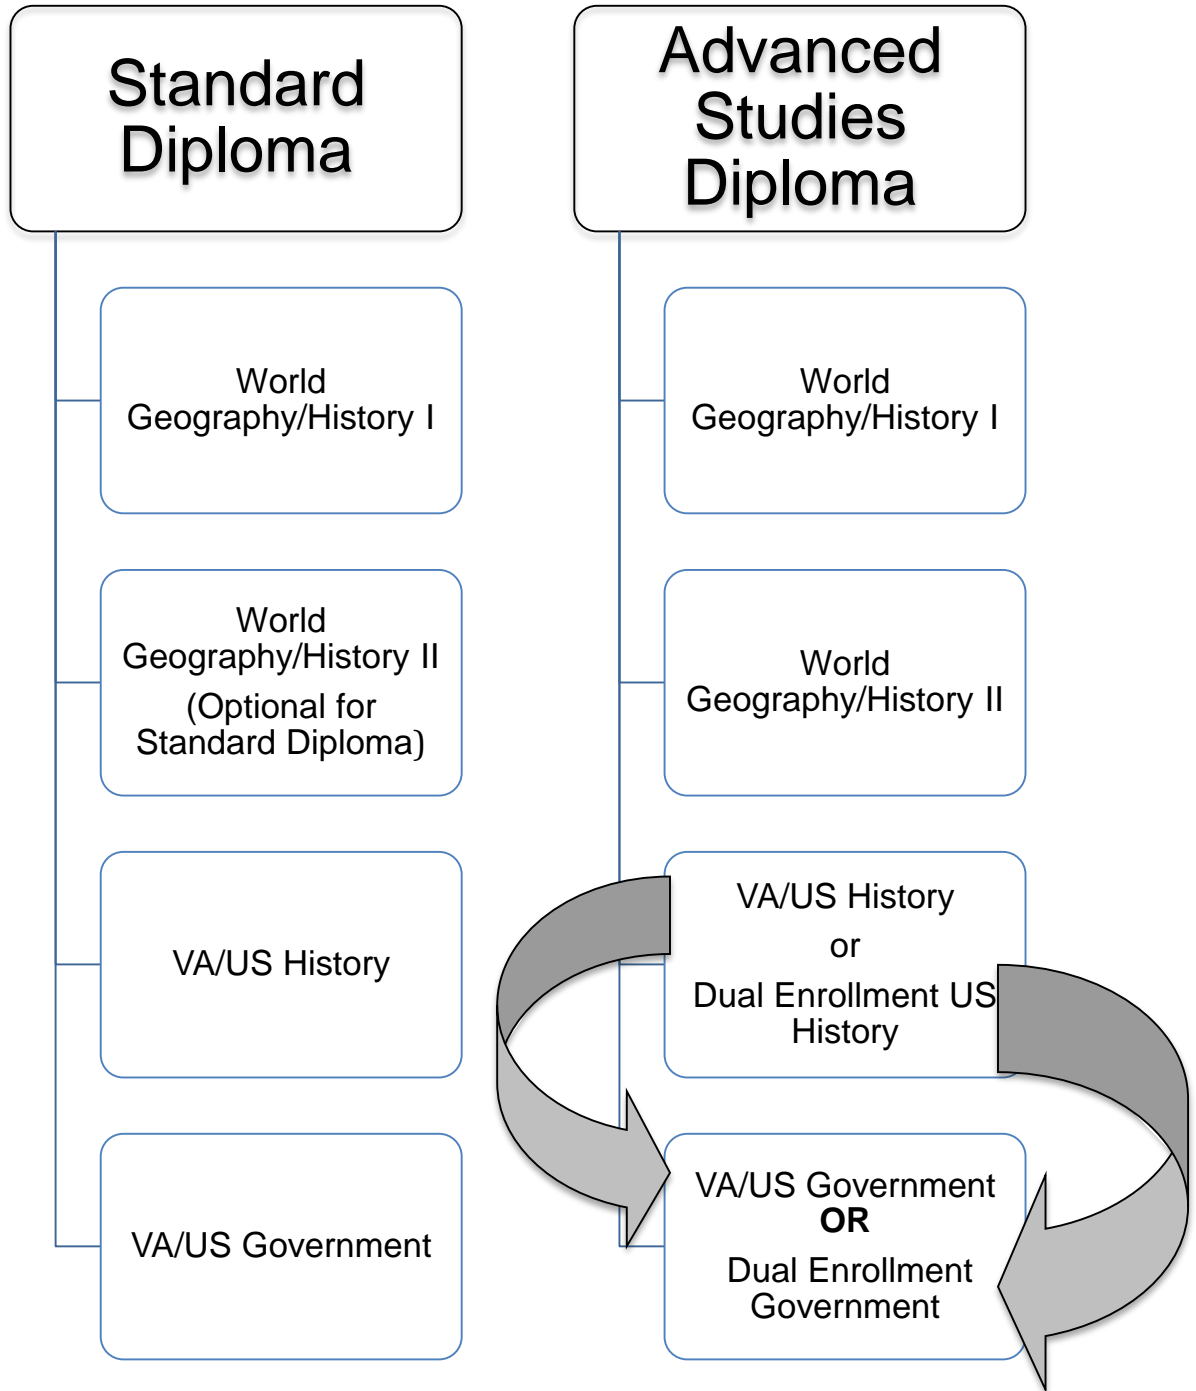 Standard
Diploma
World
Geography/History I
World
Geography/History II
(Optional for
Standard Diploma)
VA/US History
VA/US Government
Advanced
Studies
Diploma
World
Geography/History I
World
Geography/History II
VA/US History
or
Dual Enrollment US
History
VA/US Government
OR
Dual Enrollment
Government